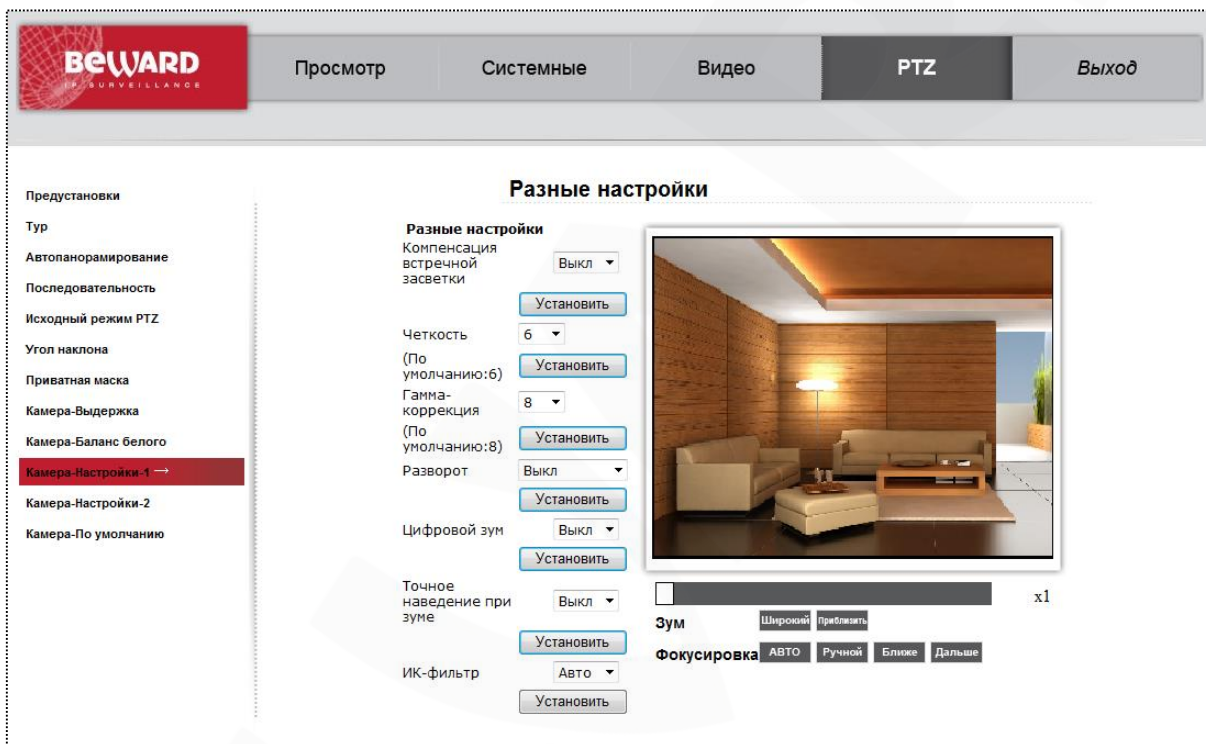 BEWARD
IP SURVEILLANCE
Просмотр
Системные
Видео
PTZ
Выход
Разные настройки
Предустановки
Тур
Автопанорамирование
Последовательность
Исходный режим PTZ
Угол наклона
Приватная маска
Камера-Выдержка
Камера-Баланс белого
Камера-Настройки-1 →
Камера-Настройки-2
Камера-По умолчанию
Разные настройки
Компенсация
встречной
засветки
Выкл
Установить
Четкость
6
(По
умолчанию:6)
Установить
Гамма-
коррекция
8
(По
умолчанию:8)
Установить
Разворот
Выкл
Установить
Цифровой зум
Выкл
Установить
Точное
наведение при
зуме
Выкл
Установить
ИК-фильтр
Авто
Установить
x1
Зум
Широкий
Приблизить
Фокусировка
АВТО
Ручной
Ближе
Дальше